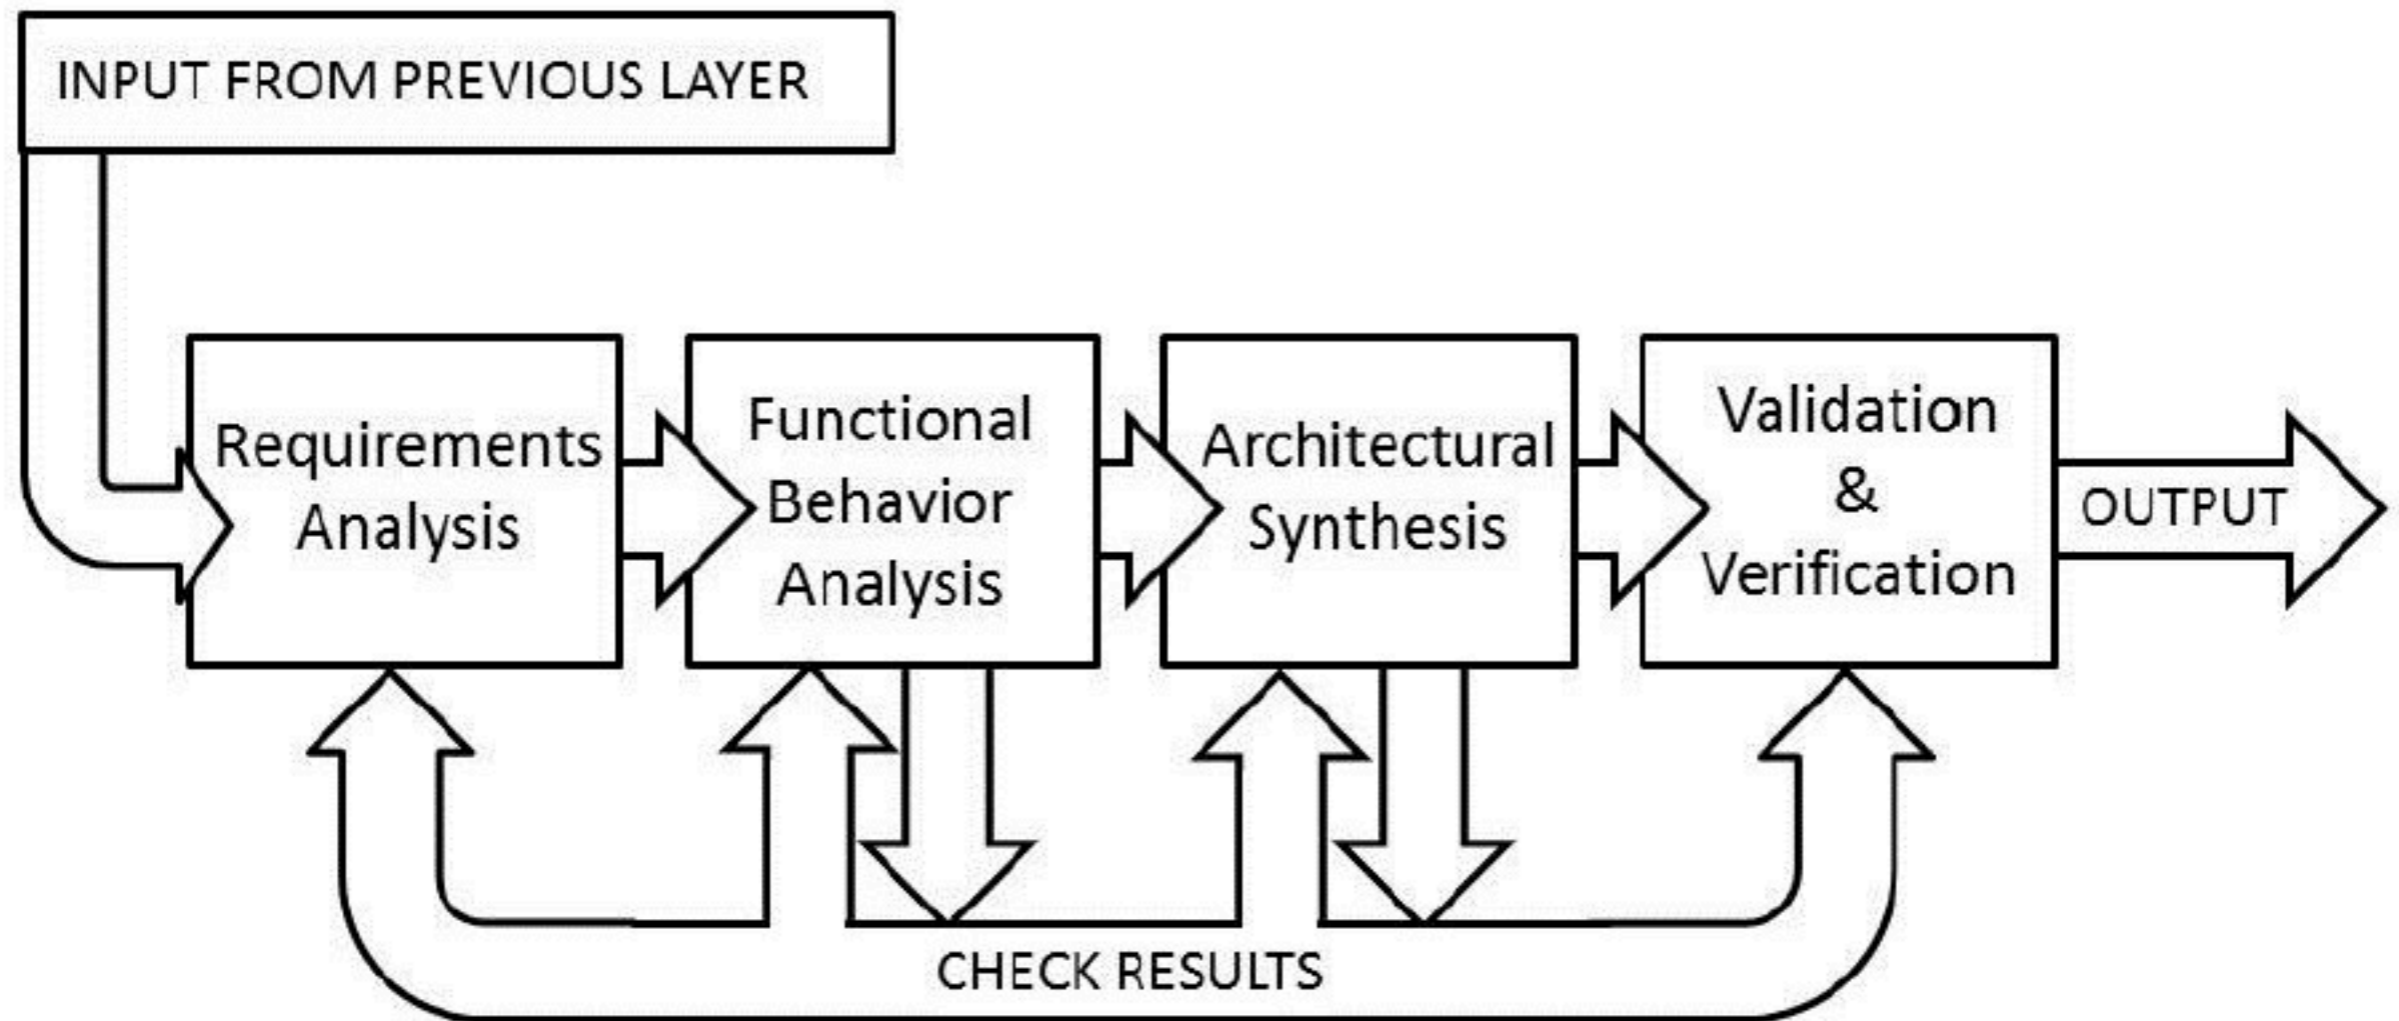 INPUT FROM PREVIOUS LAYER
Requirements
Analysis
Functional
Behavior
Analysis
Architectural
Synthesis
Validation
&
Verification
OUTPUT
CHECK RESULTS